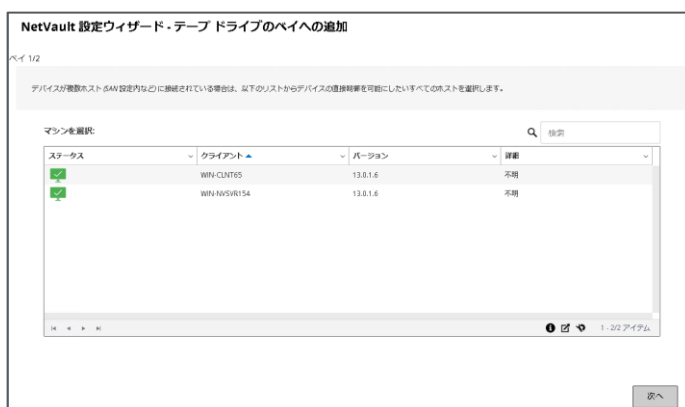 NetVault 設定ウィザード - テープ ドライブのベイへの追加
ベイ 1/2
デバイスが複数ホスト (SAN 設定内など) に接続されている場合は、以下のリストからデバイスの直接制御を可能にしたいすべてのホストを選択します。
マシンを選択:
検索
ステータス クライアント バージョン 詳細
WIN-CLNT65 13.0.1.6 不明
WIN-NVSVR154 13.0.1.6 不明
1 - 2/2 アイテム
次へ